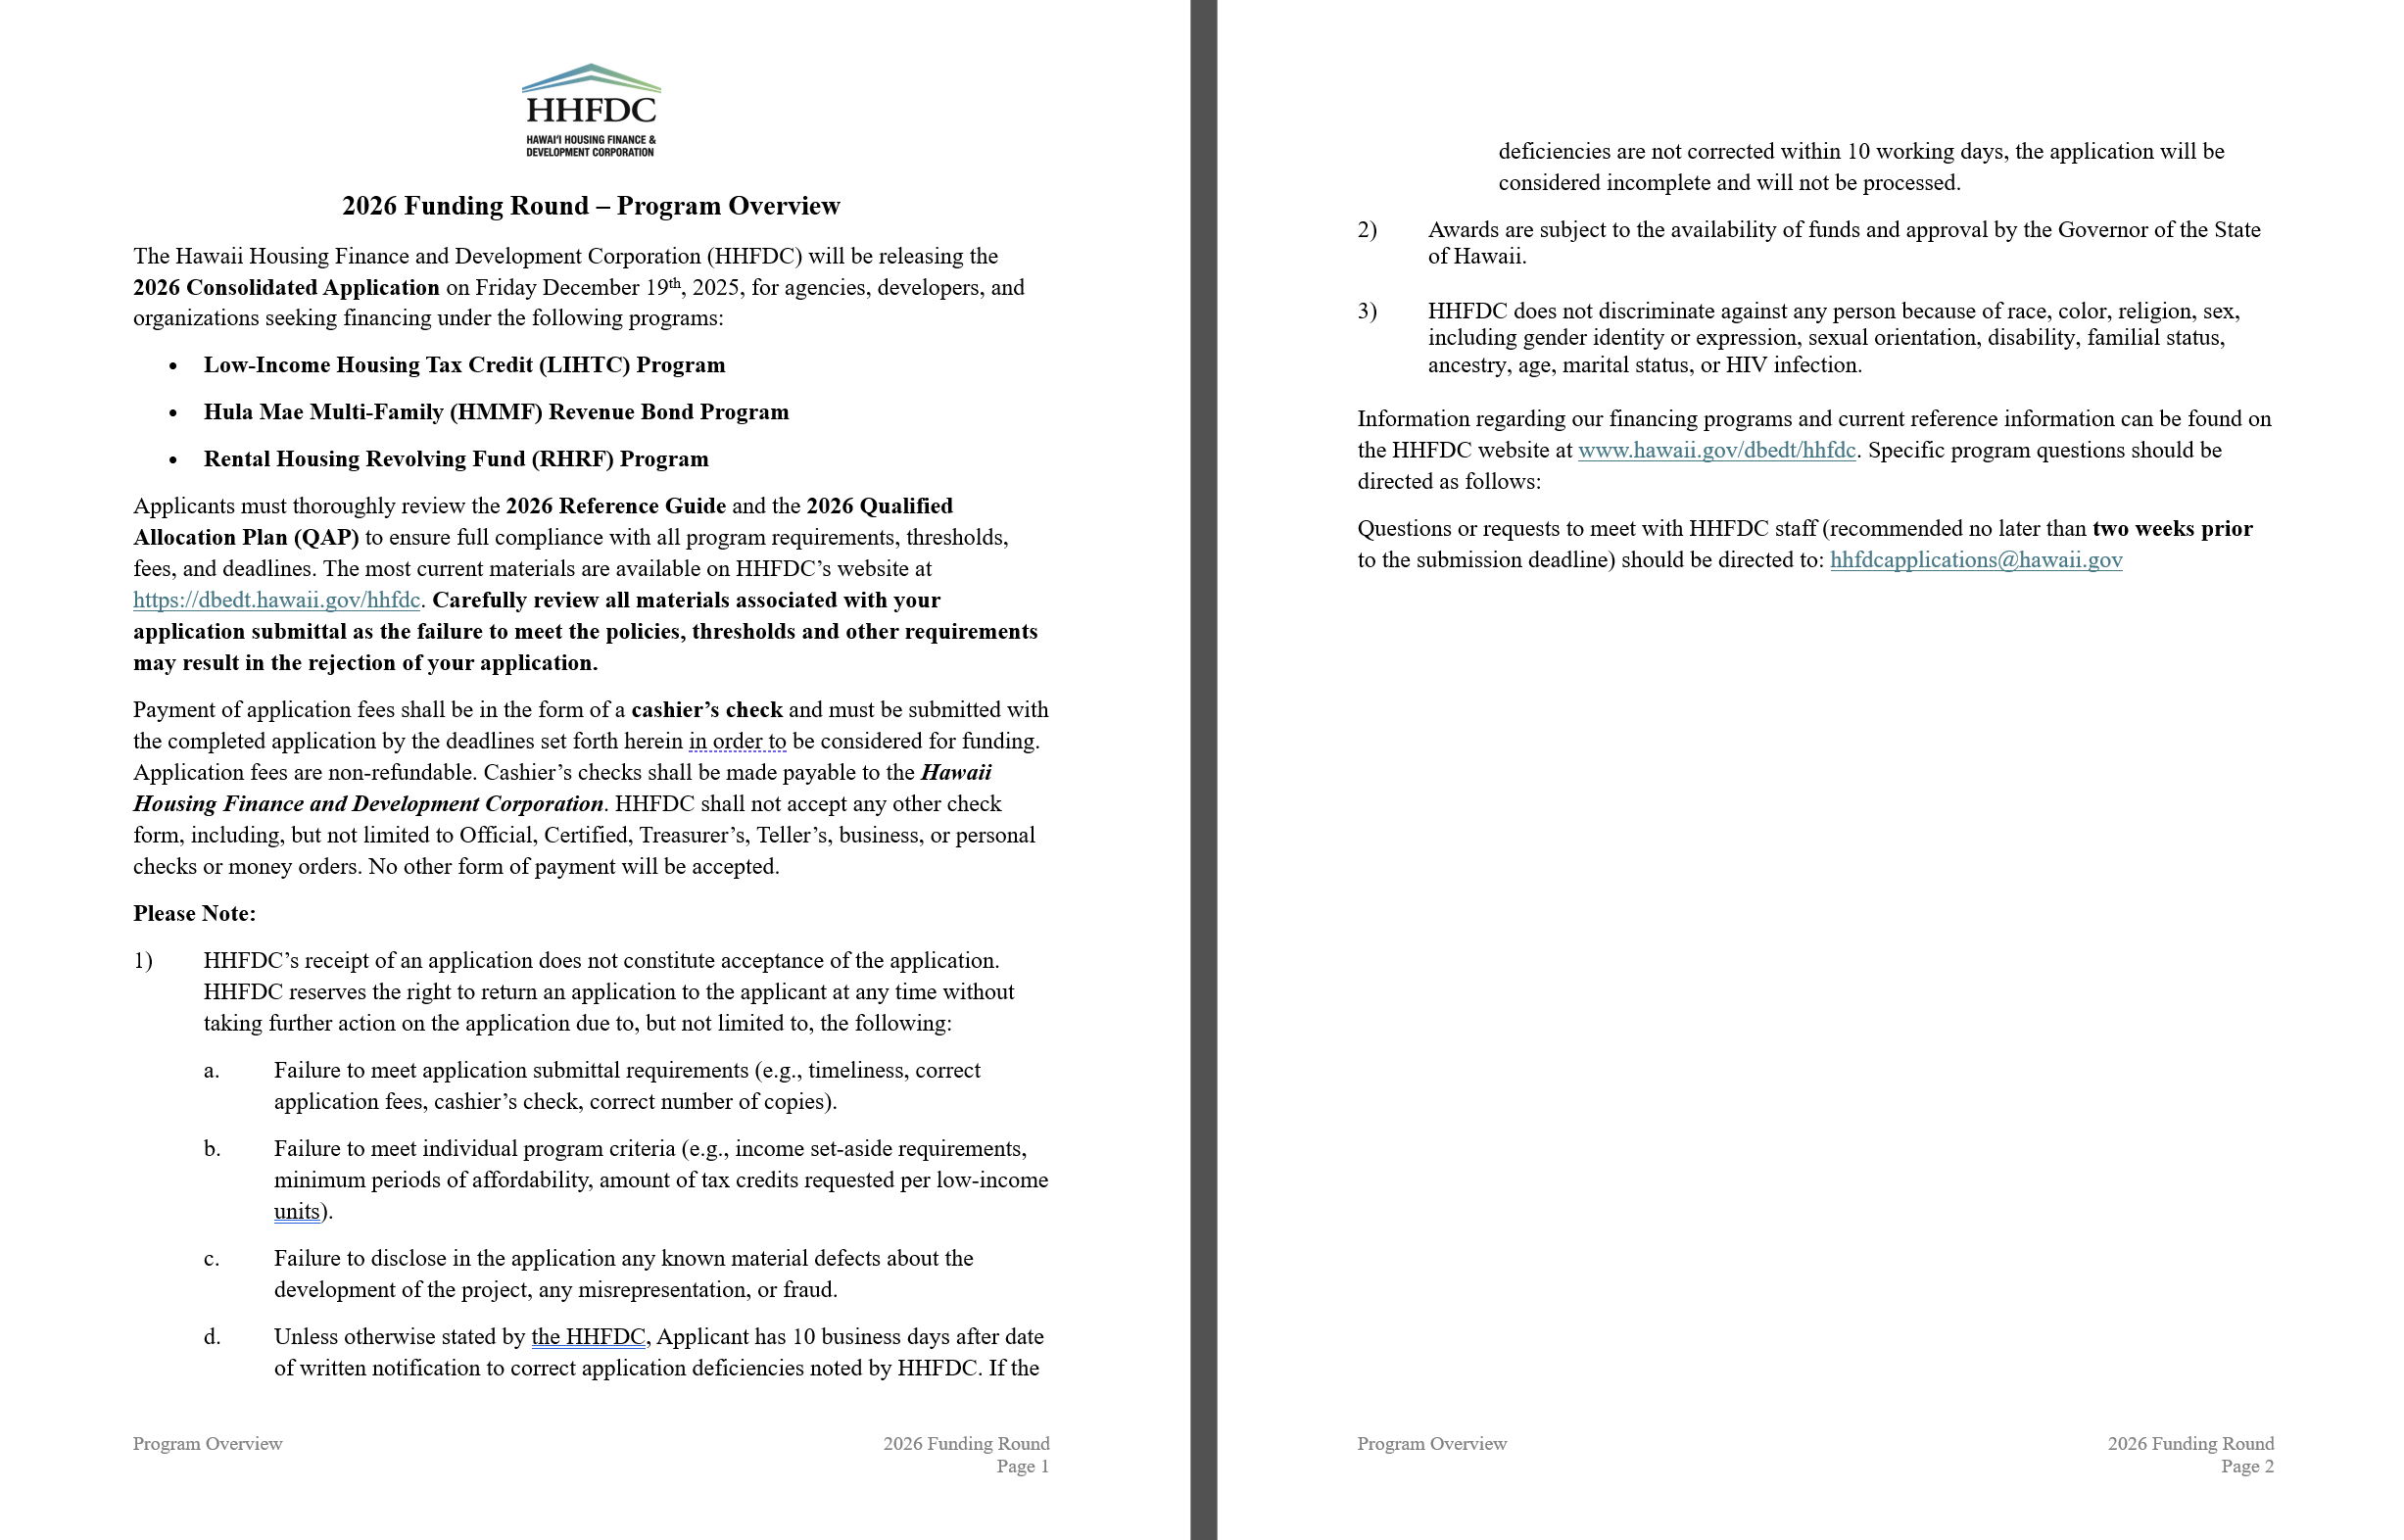 HHFDC
HAWAI'I HOUSING FINANCE &
DEVELOPMENT CORPORATION
2026 Funding Round – Program Overview
The Hawaii Housing Finance and Development Corporation (HHFDC) will be releasing the
2026 Consolidated Application on Friday December 19th, 2025, for agencies, developers, and
organizations seeking financing under the following programs:
• Low-Income Housing Tax Credit (LIHTC) Program
• Hula Mae Multi-Family (HMMF) Revenue Bond Program
• Rental Housing Revolving Fund (RHRF) Program
Applicants must thoroughly review the 2026 Reference Guide and the 2026 Qualified
Allocation Plan (QAP) to ensure full compliance with all program requirements, thresholds,
fees, and deadlines. The most current materials are available on HHFDC’s website at
https://dbedt.hawaii.gov/hhfdc. Carefully review all materials associated with your
application submittal as the failure to meet the policies, thresholds and other requirements
may result in the rejection of your application.
Payment of application fees shall be in the form of a cashier’s check and must be submitted with
the completed application by the deadlines set forth herein in order to be considered for funding.
Application fees are non-refundable. Cashier’s checks shall be made payable to the Hawaii
Housing Finance and Development Corporation. HHFDC shall not accept any other check
form, including, but not limited to Official, Certified, Treasurer’s, Teller’s, business, or personal
checks or money orders. No other form of payment will be accepted.
Please Note:
1) HHFDC’s receipt of an application does not constitute acceptance of the application.
HHFDC reserves the right to return an application to the applicant at any time without
taking further action on the application due to, but not limited to, the following:
a. Failure to meet application submittal requirements (e.g., timeliness, correct
application fees, cashier’s check, correct number of copies).
b. Failure to meet individual program criteria (e.g., income set-aside requirements,
minimum periods of affordability, amount of tax credits requested per low-income
units).
c. Failure to disclose in the application any known material defects about the
development of the project, any misrepresentation, or fraud.
d. Unless otherwise stated by the HHFDC, Applicant has 10 business days after date
of written notification to correct application deficiencies noted by HHFDC. If the
Program Overview
2026 Funding Round
Page 1
deficiencies are not corrected within 10 working days, the application will be
considered incomplete and will not be processed.
2) Awards are subject to the availability of funds and approval by the Governor of the State
of Hawaii.
3) HHFDC does not discriminate against any person because of race, color, religion, sex,
including gender identity or expression, sexual orientation, disability, familial status,
ancestry, age, marital status, or HIV infection.
Information regarding our financing programs and current reference information can be found on
the HHFDC website at www.hawaii.gov/dbedt/hhfdc. Specific program questions should be
directed as follows:
Questions or requests to meet with HHFDC staff (recommended no later than two weeks prior
to the submission deadline) should be directed to: hhfdcapplications@hawaii.gov
Program Overview
2026 Funding Round
Page 2